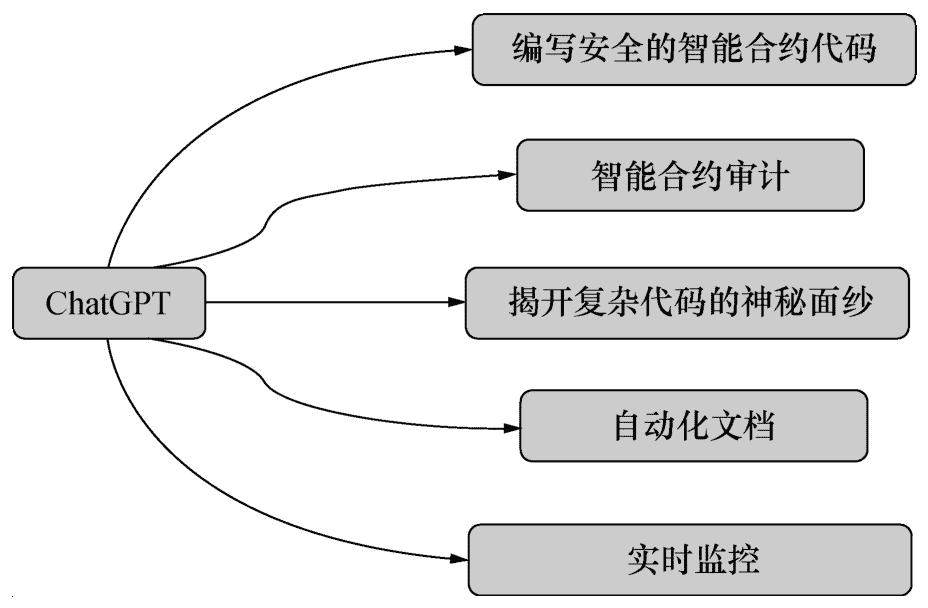 编写安全的智能合约代码
智能合约审计
ChatGPT
揭开复杂代码的神秘面纱
自动化文档
实时监控